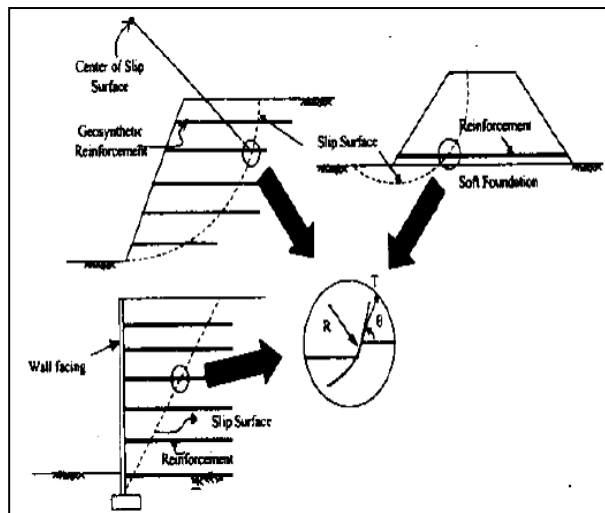 Center of Slip
Surface
Geosynthetic
Reinforcement
Slip Surface
Reinforcement
Soft Foundation
T
R
θ
Wall facing
Slip Surface
Reinforcement